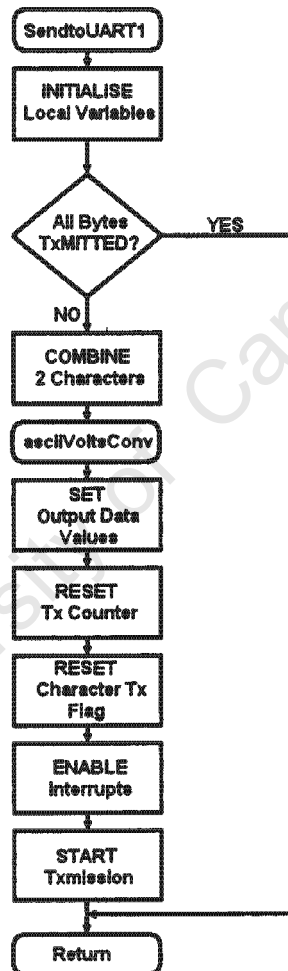 SendtoUART1
INITIALISE
Local Variables
All Bytes
TxMITTED?
YES
NO
COMBINE
2 Characters
asciiVoltsConv
SET
Output Data
Values
RESET
Tx Counter
RESET
Character Tx
Flag
ENABLE
Interrupts
START
Txmission
Return